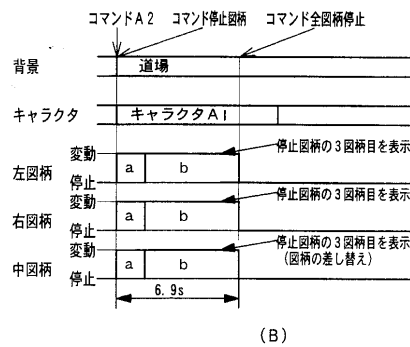 コマンドA2
コマンド停止図柄
コマンド全図柄停止
背景
道場
キャラクタ
キャラクタA1
停止図柄の3図柄目を表示
左図柄
変動
停止
a
b
停止図柄の3図柄目を表示
右図柄
変動
停止
a
b
停止図柄の3図柄目を表示
(図柄の差し替え)
中図柄
変動
停止
a
b
6.9s
(B)